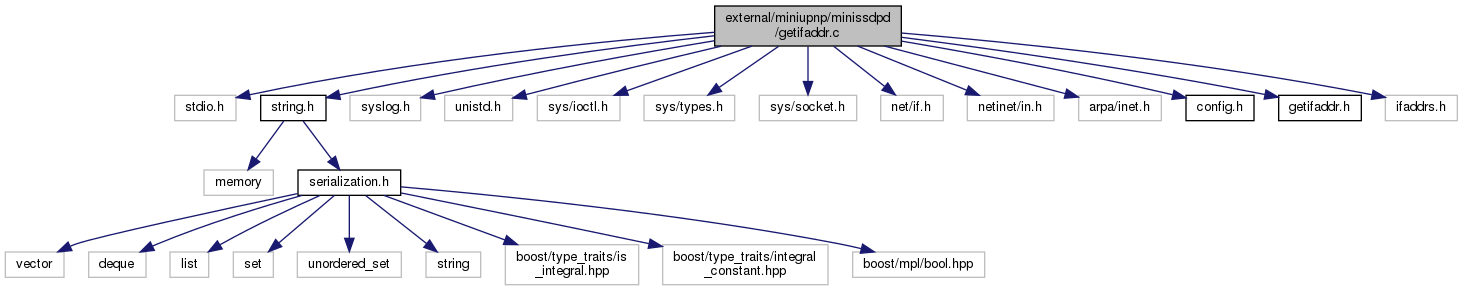 external/miniupnp/minissdpd
/getifaddr.c
stdio.h
string.h
syslog.h
unistd.h
sys/ioctl.h
sys/types.h
sys/socket.h
net/if.h
netinet/in.h
arpa/inet.h
config.h
getifaddr.h
ifaddrs.h
memory
serialization.h
vector
deque
list
set
unordered_set
string
boost/type_traits/is
_integral.hpp
boost/type_traits/integral
_constant.hpp
boost/mpl/bool.hpp